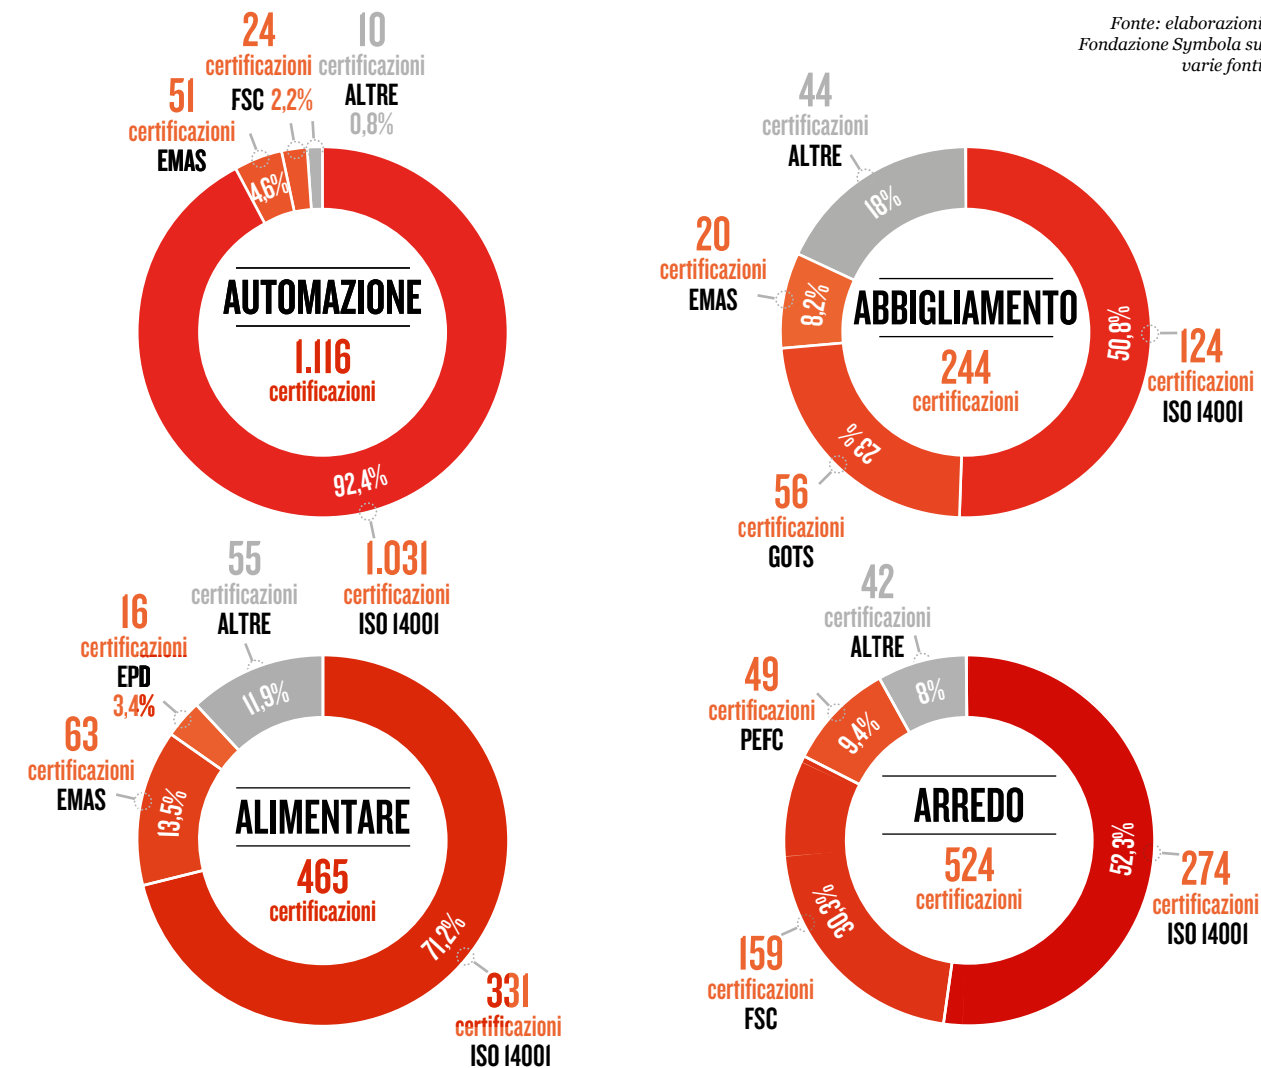 Fonte: elaborazioni
Fondazione Symbola su
varie fonti
24
certificazioni
FSC 2,2%
10
certificazioni
ALTRE
0,8%
51
certificazioni
EMAS
4,6%
AUTOMAZIONE
1.116
certificazioni
92,4%
1.031
certificazioni
ISO 14001
44
certificazioni
ALTRE
18%
20
certificazioni
EMAS
8,2%
ABBIGLIAMENTO
244
certificazioni
50,8%
124
certificazioni
ISO 14001
23 %
56
certificazioni
GOTS
55
certificazioni
ALTRE
11,9%
16
certificazioni
EPD
3,4%
63
certificazioni
EMAS
13,5%
ALIMENTARE
465
certificazioni
71,2%
331
certificazioni
ISO 14001
42
certificazioni
ALTRE
8%
49
certificazioni
PEFC
9,4%
ARREDO
524
certificazioni
52,3%
274
certificazioni
ISO 14001
30,3%
159
certificazioni
FSC